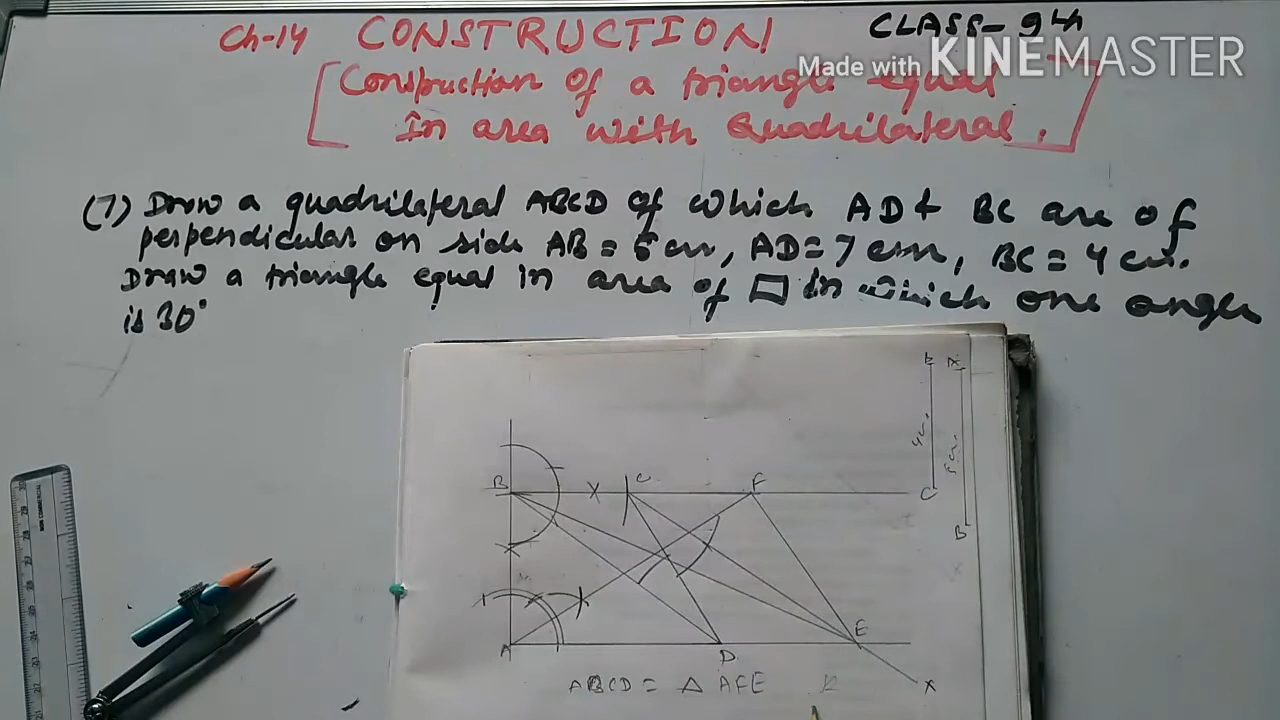 Ch-14 CONSTRUCTION CLASS-9th
Made with KINEMASTER
[Construction of a triangle equal
In area with Quadrilateral.]
(7) Draw a quadrilateral ABCD of which AD + BC are of
perpendicular on side AB = 5 cm, AD = 7 cm, BC = 4 cm.
Draw a triangle equal in area of ▱ in which one angle
is 30°
B C F
A D E
X
4 cm. C
5 cm. B
ABCD = △ AFE